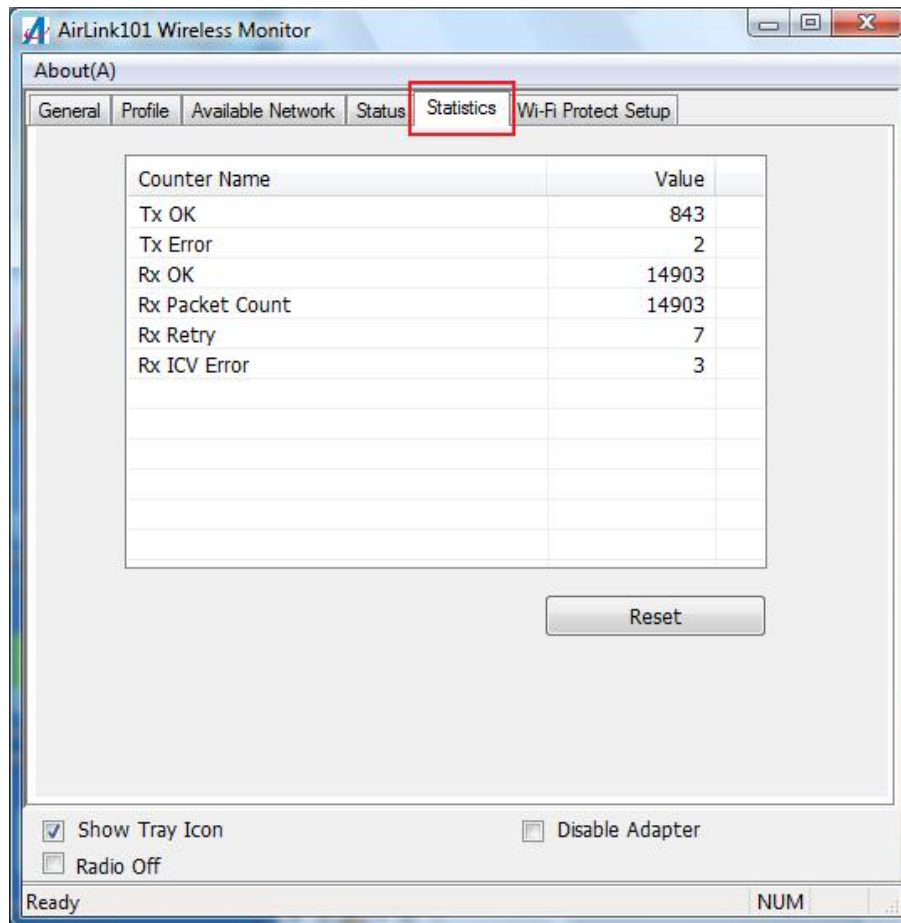 AirLink101 Wireless Monitor
About(A)
General Profile Available Network Status Statistics Wi-Fi Protect Setup
Counter Name Value
Tx OK 843
Tx Error 2
Rx OK 14903
Rx Packet Count 14903
Rx Retry 7
Rx ICV Error 3
Reset
Show Tray Icon Disable Adapter
Radio Off
Ready NUM